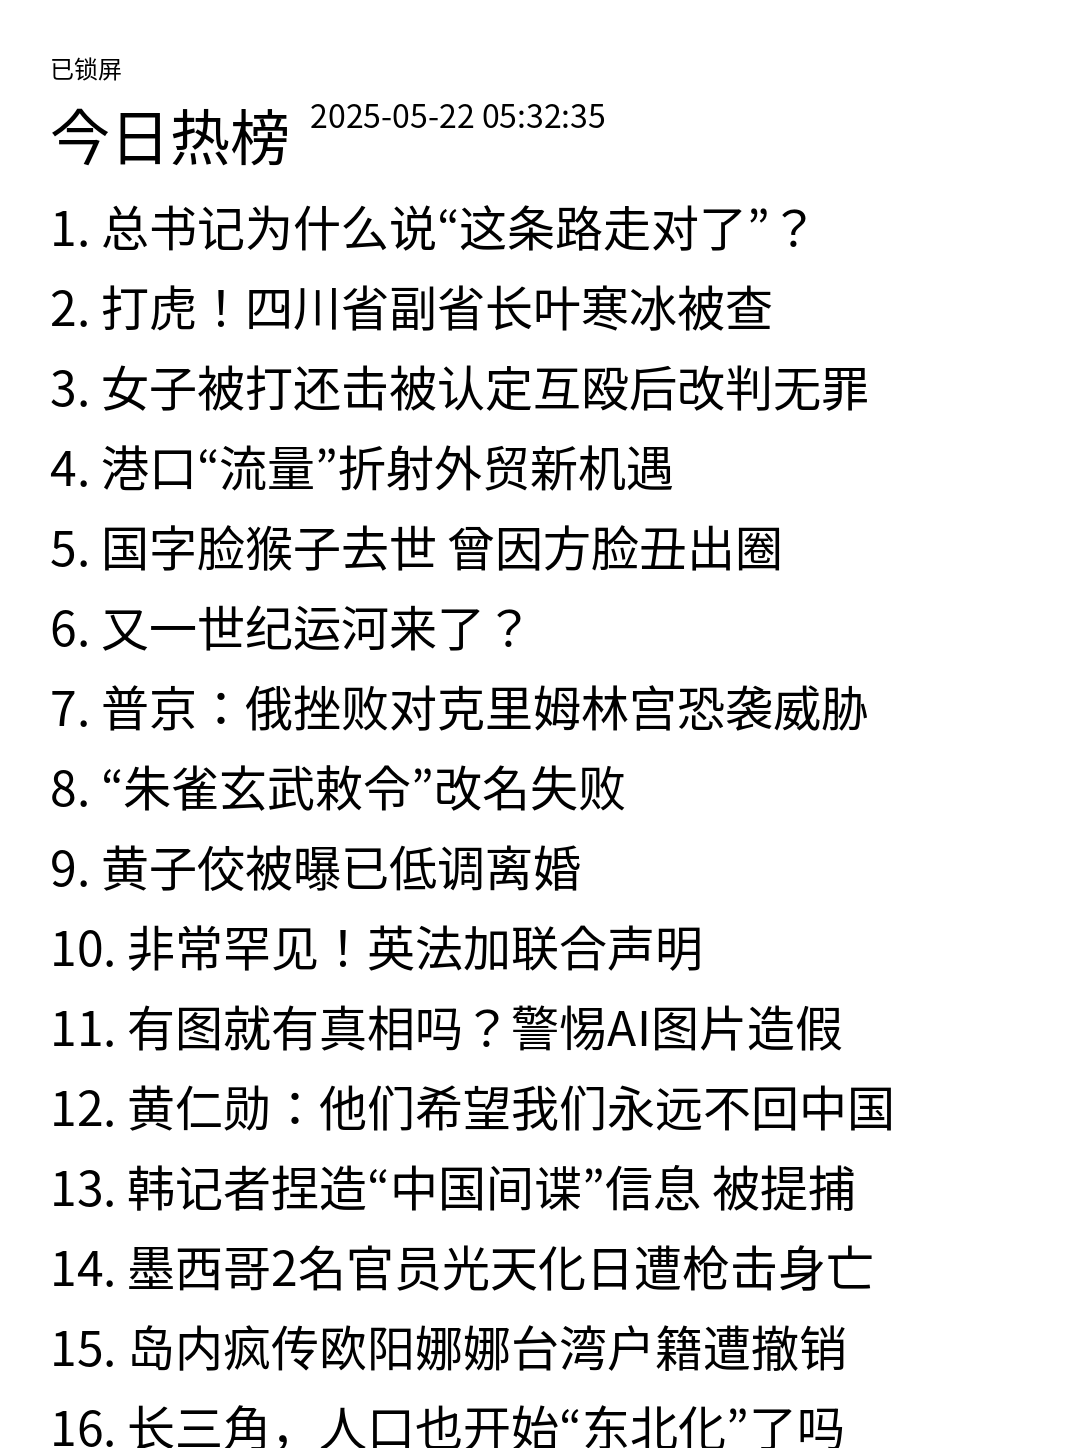 已锁屏
今日热榜 2025-05-22 05:32:35
1. 总书记为什么说“这条路走对了”？
2. 打虎！四川省副省长叶寒冰被查
3. 女子被打还击被认定互殴后改判无罪
4. 港口“流量”折射外贸新机遇
5. 国字脸猴子去世 曾因方脸丑出圈
6. 又一世纪运河来了？
7. 普京：俄挫败对克里姆林宫恐袭威胁
8. “朱雀玄武敕令”改名失败
9. 黄子佼被曝已低调离婚
10. 非常罕见！英法加联合声明
11. 有图就有真相吗？警惕AI图片造假
12. 黄仁勋：他们希望我们永远不回中国
13. 韩记者捏造“中国间谍”信息 被提捕
14. 墨西哥2名官员光天化日遭枪击身亡
15. 岛内疯传欧阳娜娜台湾户籍遭撤销
16. 长三角，人口也开始“东北化”了吗